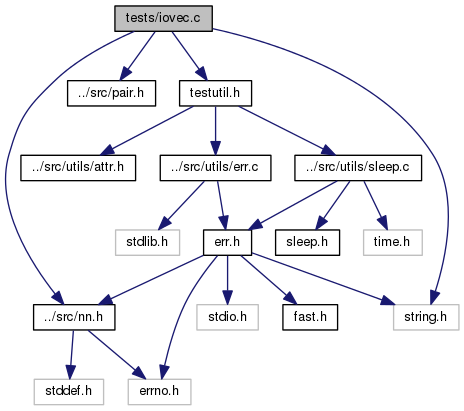 tests/iovec.c
../src/pair.h
testutil.h
../src/utils/attr.h
../src/utils/err.c
../src/utils/sleep.c
stdlib.h
err.h
sleep.h
time.h
../src/nn.h
stdio.h
fast.h
string.h
stddef.h
errno.h